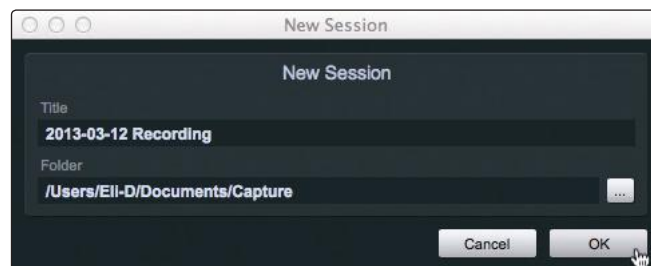 New Session
New Session
Title
2013-03-12 Recording
Folder
/Users/Eli-D/Documents/Capture
...
Cancel
OK